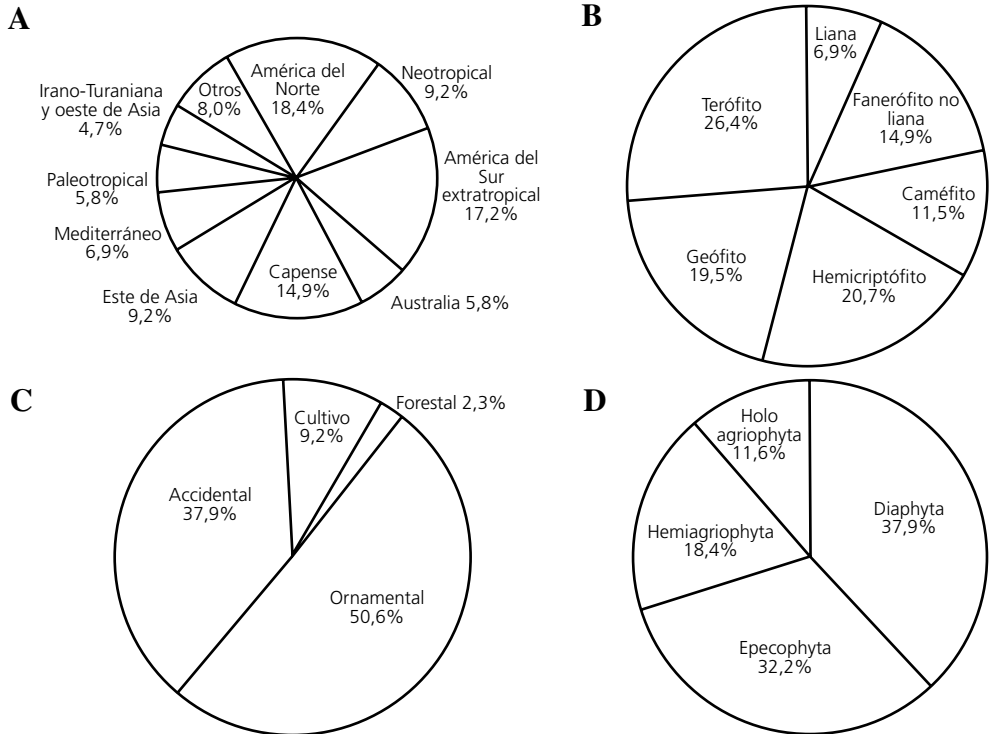 A
América del
Norte
18,4%
Neotropical
9,2%
América del
Sur
extratropical
17,2%
Australia 5,8%
Capense
14,9%
Este de Asia
9,2%
Mediterráneo
6,9%
Paleotropical
5,8%
Irano-Turaniana
y oeste de Asia
4,7%
Otros
8,0%
B
Liana
6,9%
Fanerófito no
liana
14,9%
Caméfito
11,5%
Hemicriptófito
20,7%
Geófito
19,5%
Terófito
26,4%
C
Cultivo
9,2%
Forestal 2,3%
Ornamental
50,6%
Accidental
37,9%
D
Holo
agriophyta
11,6%
Diaphyta
37,9%
Epecophyta
32,2%
Hemiagriophyta
18,4%